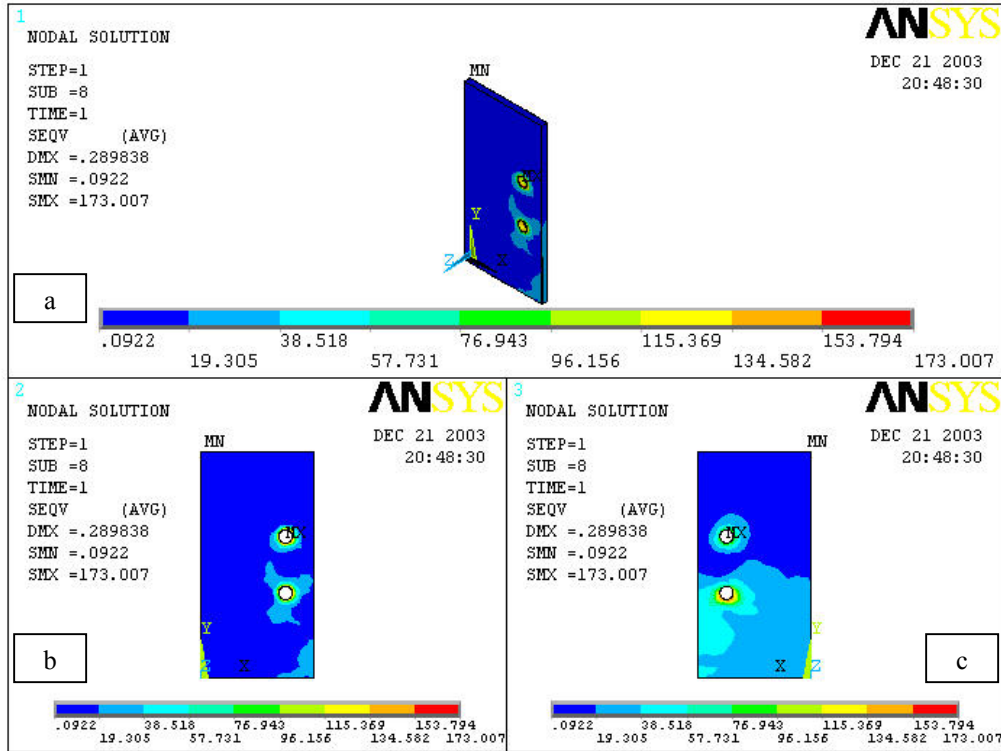 1
ANSYS
NODAL SOLUTION
DEC 21 2003
20:48:30
STEP=1
SUB =8
TIME=1
SEQV (AVG)
DMX =.289838
SMN =.0922
SMX =173.007
MN
MX
Y
Z X
a
.0922 38.518 76.943 115.369 153.794
19.305 57.731 96.156 134.582 173.007
2
ANSYS
NODAL SOLUTION
DEC 21 2003
20:48:30
STEP=1
SUB =8
TIME=1
SEQV (AVG)
DMX =.289838
SMN =.0922
SMX =173.007
MN
MX
Y
Z X
b
.0922 38.518 76.943 115.369 153.794
19.305 57.731 96.156 134.582 173.007
3
ANSYS
NODAL SOLUTION
DEC 21 2003
20:48:30
STEP=1
SUB =8
TIME=1
SEQV (AVG)
DMX =.289838
SMN =.0922
SMX =173.007
MN
MX
Y
X Z
c
.0922 38.518 76.943 115.369 153.794
19.305 57.731 96.156 134.582 173.007